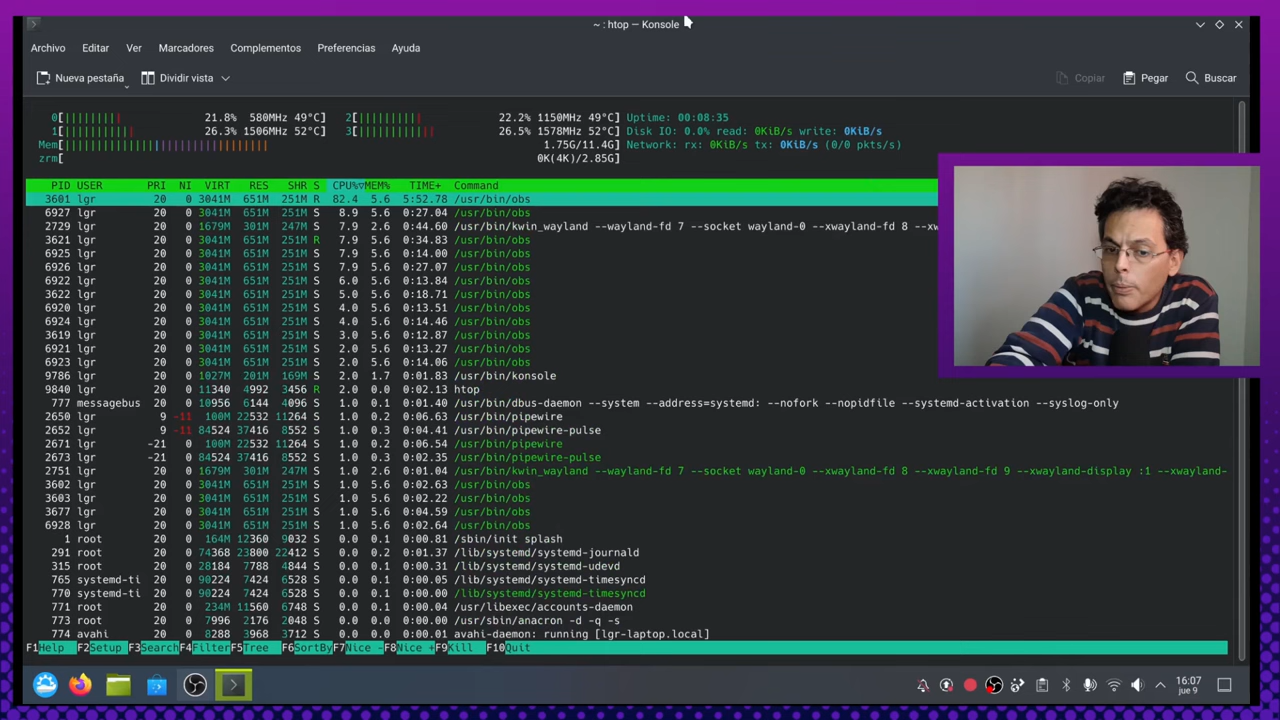 ~ : htop — Konsole
Archivo Editar Ver Marcadores Complementos Preferencias Ayuda
Nueva pestaña Dividir vista Copiar Pegar Buscar
0[|||||||||| 21.8% 580MHz 49°C] 2[||||||||||| 22.2% 1150MHz 49°C] Uptime: 00:08:35
1[|||||||||||| 26.3% 1506MHz 52°C] 3[||||||||||||| 26.5% 1578MHz 52°C] Disk IO: 0.0% read: 0KiB/s write: 0KiB/s
Mem[||||||||||||||||||||||||||||||||||||| 1.75G/11.4G] Network: rx: 0KiB/s tx: 0KiB/s (0/0 pkts/s)
zrm[ 0K(4K)/2.85G]
PID USER PRI NI VIRT RES SHR S CPU%▽MEM% TIME+ Command
3601 lgr 20 0 3041M 651M 251M R 82.4 5.6 5:52.78 /usr/bin/obs
6927 lgr 20 0 3041M 651M 251M S 8.9 5.6 0:27.04 /usr/bin/obs
2729 lgr 20 0 1679M 301M 247M S 7.9 2.6 0:44.60 /usr/bin/kwin_wayland --wayland-fd 7 --socket wayland-0 --xwayland-fd 8 --xw
3621 lgr 20 0 3041M 651M 251M R 7.9 5.6 0:34.83 /usr/bin/obs
6925 lgr 20 0 3041M 651M 251M S 7.9 5.6 0:14.00 /usr/bin/obs
6926 lgr 20 0 3041M 651M 251M S 7.9 5.6 0:27.07 /usr/bin/obs
6922 lgr 20 0 3041M 651M 251M S 6.0 5.6 0:13.84 /usr/bin/obs
3622 lgr 20 0 3041M 651M 251M S 5.0 5.6 0:18.71 /usr/bin/obs
6920 lgr 20 0 3041M 651M 251M S 4.0 5.6 0:13.51 /usr/bin/obs
6924 lgr 20 0 3041M 651M 251M S 4.0 5.6 0:14.46 /usr/bin/obs
3619 lgr 20 0 3041M 651M 251M S 3.0 5.6 0:12.87 /usr/bin/obs
6921 lgr 20 0 3041M 651M 251M S 2.0 5.6 0:13.27 /usr/bin/obs
6923 lgr 20 0 3041M 651M 251M S 2.0 5.6 0:14.06 /usr/bin/obs
9786 lgr 20 0 1027M 201M 169M S 2.0 1.7 0:01.83 /usr/bin/konsole
9840 lgr 20 0 11340 4992 3456 R 2.0 0.0 0:02.13 htop
777 messagebus 20 0 10956 6144 4096 S 1.0 0.1 0:01.40 /usr/bin/dbus-daemon --system --address=systemd: --nofork --nopidfile --systemd-activation --syslog-only
2650 lgr 9 -11 100M 22532 11264 S 1.0 0.2 0:06.63 /usr/bin/pipewire
2652 lgr 9 -11 84524 37416 8552 S 1.0 0.3 0:04.41 /usr/bin/pipewire-pulse
2671 lgr -21 0 100M 22532 11264 S 1.0 0.2 0:06.54 /usr/bin/pipewire
2673 lgr -21 0 84524 37416 8552 S 1.0 0.3 0:02.35 /usr/bin/pipewire-pulse
2751 lgr 20 0 1679M 301M 247M S 1.0 2.6 0:01.04 /usr/bin/kwin_wayland --wayland-fd 7 --socket wayland-0 --xwayland-fd 8 --xwayland-fd 9 --xwayland-display :1 --xwayland-
3602 lgr 20 0 3041M 651M 251M S 1.0 5.6 0:02.63 /usr/bin/obs
3603 lgr 20 0 3041M 651M 251M S 1.0 5.6 0:02.22 /usr/bin/obs
3677 lgr 20 0 3041M 651M 251M S 1.0 5.6 0:04.59 /usr/bin/obs
6928 lgr 20 0 3041M 651M 251M S 1.0 5.6 0:02.64 /usr/bin/obs
1 root 20 0 164M 12360 9032 S 0.0 0.1 0:00.81 /sbin/init splash
291 root 20 0 74368 23800 22412 S 0.0 0.2 0:01.37 /lib/systemd/systemd-journald
315 root 20 0 28184 7788 4844 S 0.0 0.1 0:00.31 /lib/systemd/systemd-udevd
765 systemd-ti 20 0 90224 7424 6528 S 0.0 0.1 0:00.05 /lib/systemd/systemd-timesyncd
770 systemd-ti 20 0 90224 7424 6528 S 0.0 0.1 0:00.00 /lib/systemd/systemd-timesyncd
771 root 20 0 234M 11560 6748 S 0.0 0.1 0:00.04 /usr/libexec/accounts-daemon
773 root 20 0 7996 2176 2048 S 0.0 0.0 0:00.00 /usr/sbin/anacron -d -q -s
774 avahi 20 0 8288 3968 3712 S 0.0 0.0 0:00.01 avahi-daemon: running [lgr-laptop.local]
F1Help F2Setup F3Search F4Filter F5Tree F6SortBy F7Nice - F8Nice + F9Kill F10Quit
16:07
jue 9